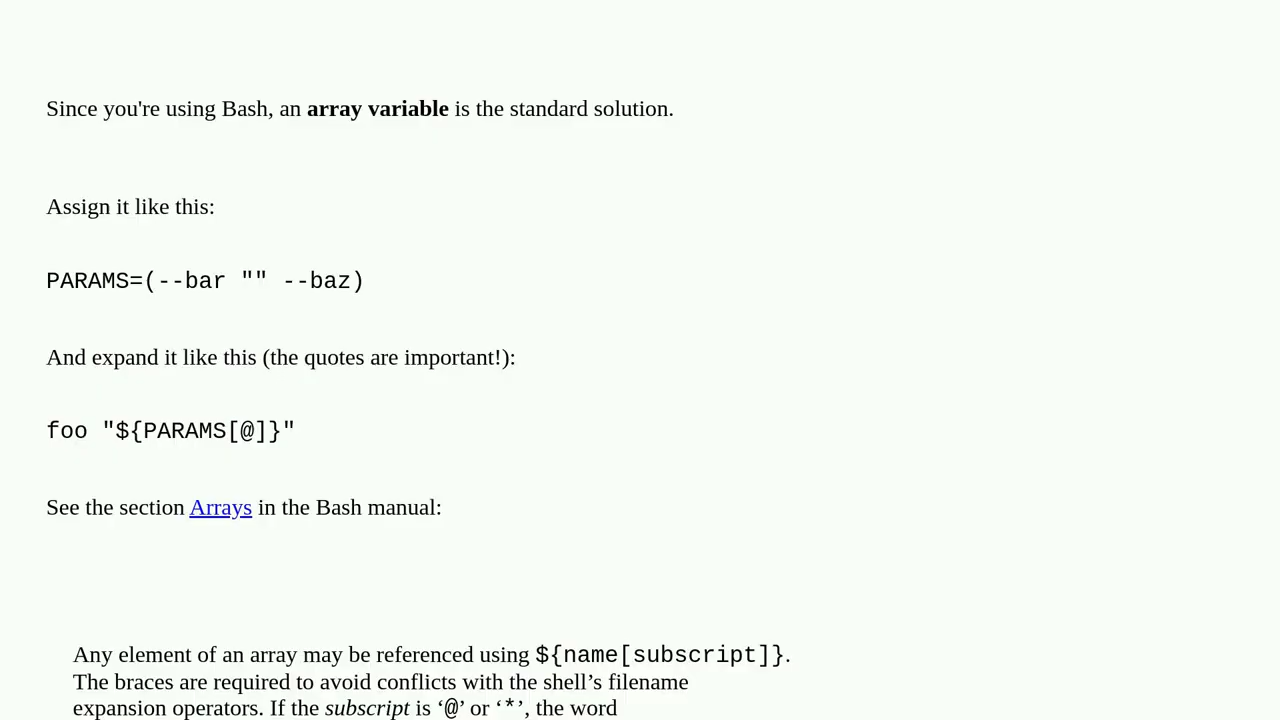 Since you're using Bash, an array variable is the standard solution.
Assign it like this:
PARAMS=(--bar "" --baz)
And expand it like this (the quotes are important!):
foo "${PARAMS[@]}"
See the section Arrays in the Bash manual:
Any element of an array may be referenced using ${name[subscript]}.
The braces are required to avoid conflicts with the shell’s filename
expansion operators. If the subscript is ‘@’ or ‘*’, the word